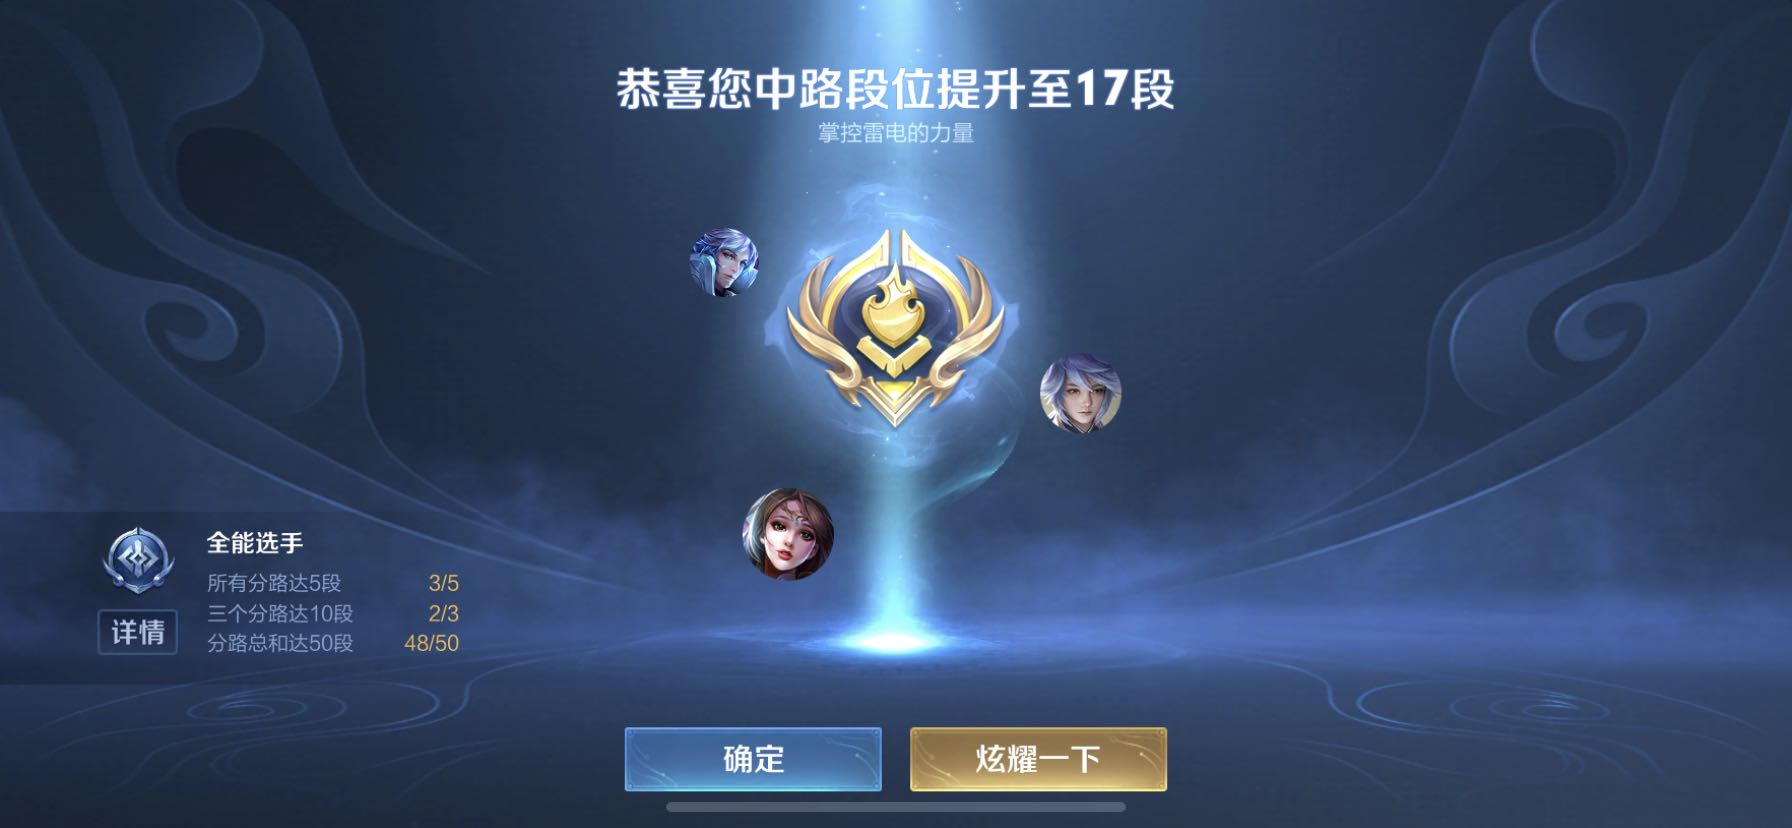 恭喜您中路段位提升至17段
掌控雷电的力量
全能选手
所有分路达5段 3/5
三个分路达10段 2/3
分路总和达50段 48/50
详情
确定
炫耀一下